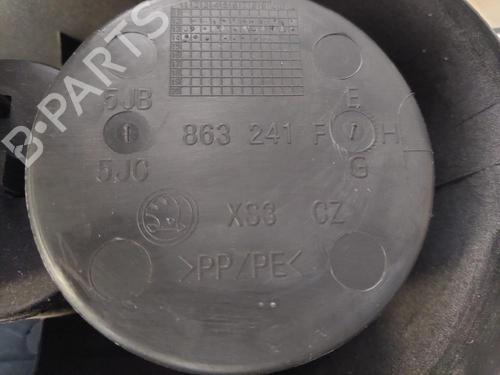 B-PARTS
5JB E
863 241 F H
5JC G
XS3 CZ
>PP/PE<